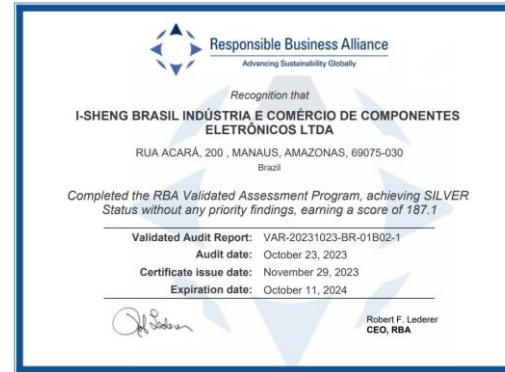 Responsible Business Alliance
Advancing Sustainability Globally
Recognition that
I-SHENG BRASIL INDÚSTRIA E COMÉRCIO DE COMPONENTES
ELETRÔNICOS LTDA
RUA ACARÁ, 200 , MANAUS, AMAZONAS, 69075-030
Brazil
Completed the RBA Validated Assessment Program, achieving SILVER
Status without any priority findings, earning a score of 187.1
Validated Audit Report: VAR-20231023-BR-01B02-1
Audit date: October 23, 2023
Certificate issue date: November 29, 2023
Expiration date: October 11, 2024
Robert F. Lederer
CEO, RBA